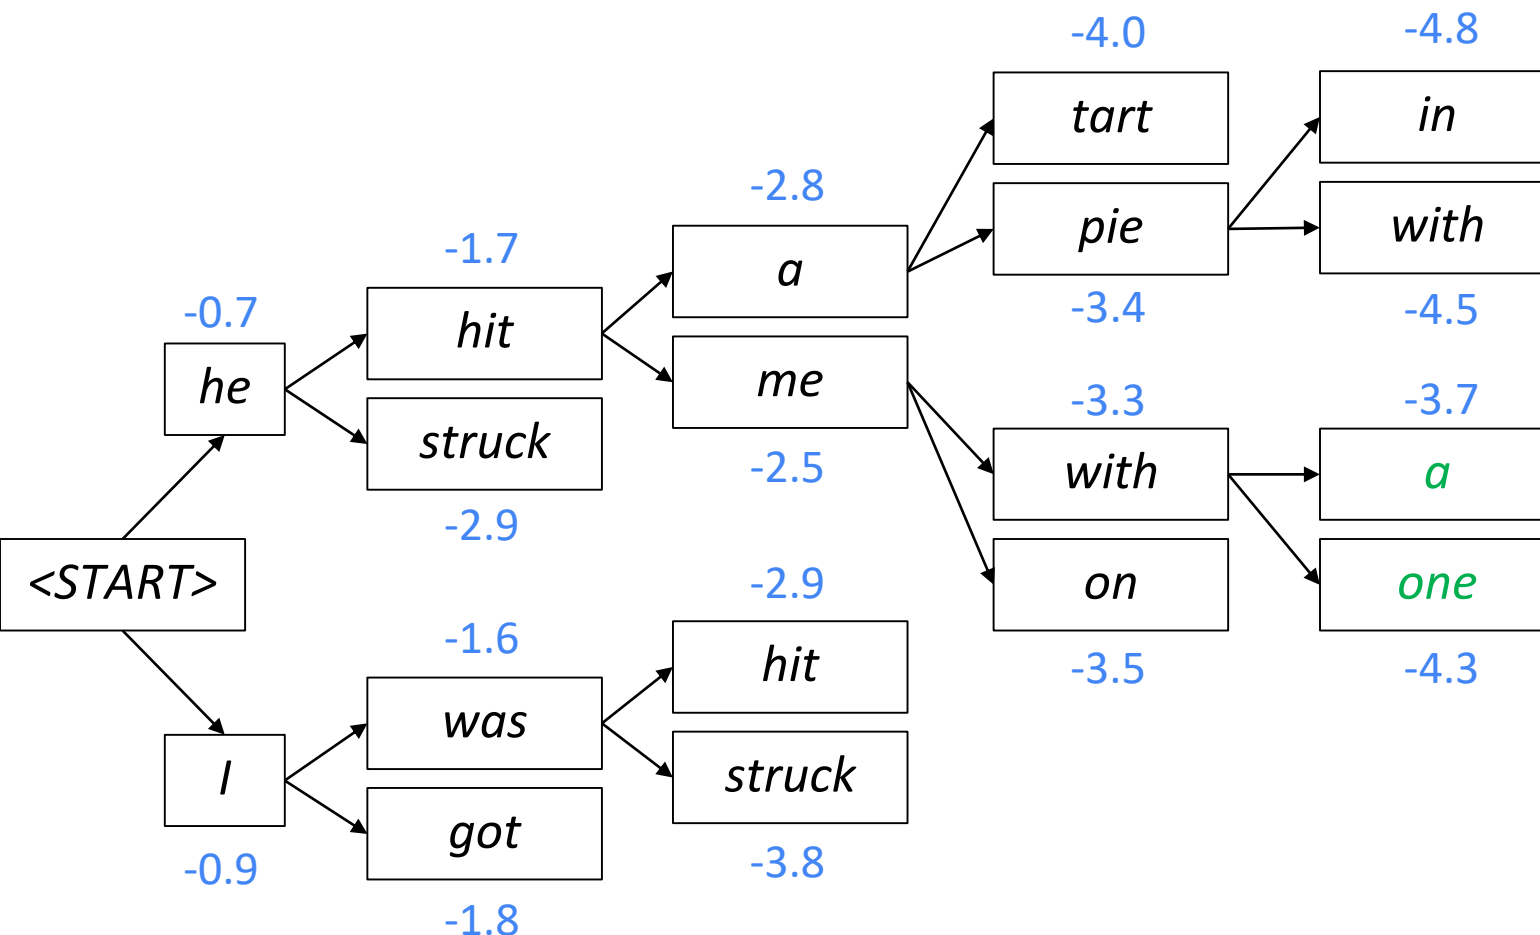 -4.0
-4.8
tart
in
-2.8
pie
with
-1.7
a
-3.4
-4.5
-0.7
hit
he
me
-3.3
-3.7
struck
-2.5
with
a
-2.9
<START>
-2.9
on
one
-1.6
hit
-3.5
-4.3
was
I
struck
got
-0.9
-3.8
-1.8